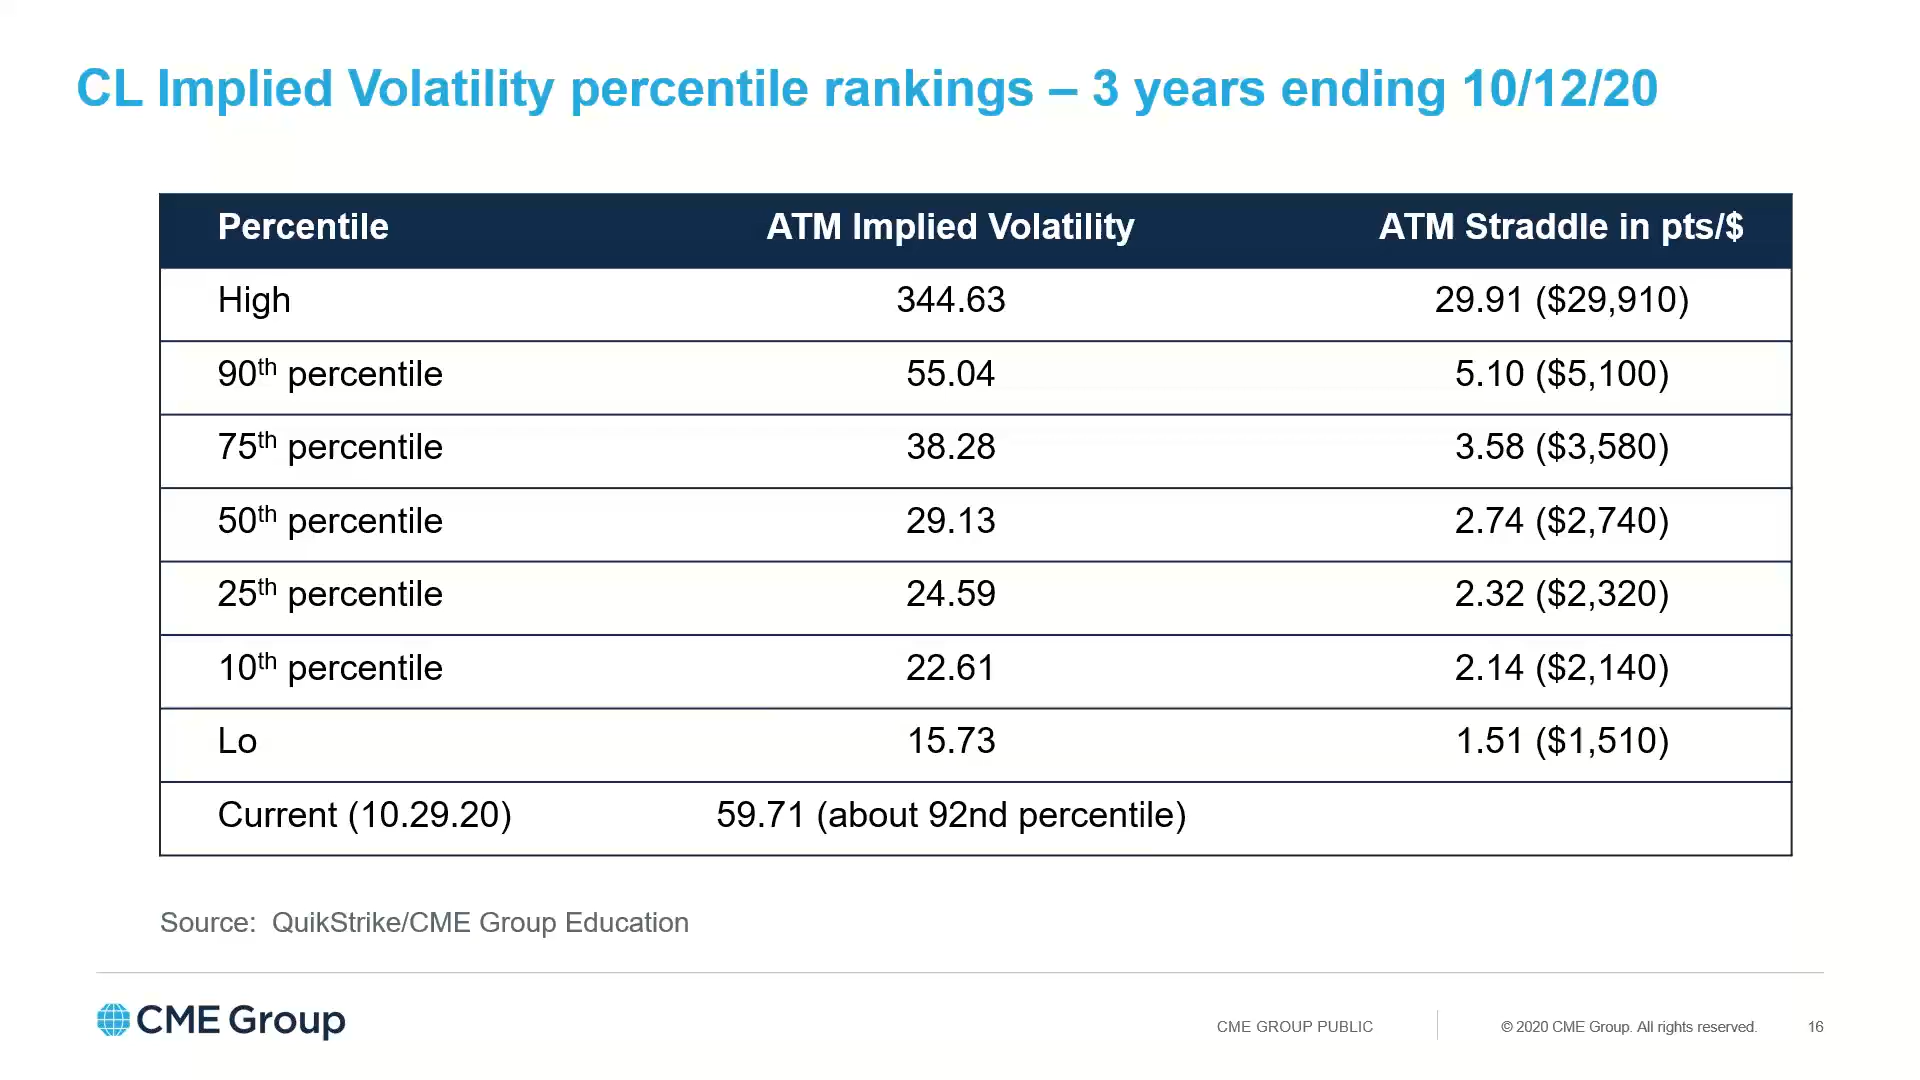 CL Implied Volatility percentile rankings – 3 years ending 10/12/20
Percentile ATM Implied Volatility ATM Straddle in pts/$
High 344.63 29.91 ($29,910)
90th percentile 55.04 5.10 ($5,100)
75th percentile 38.28 3.58 ($3,580)
50th percentile 29.13 2.74 ($2,740)
25th percentile 24.59 2.32 ($2,320)
10th percentile 22.61 2.14 ($2,140)
Lo 15.73 1.51 ($1,510)
Current (10.29.20) 59.71 (about 92nd percentile)
Source: QuikStrike/CME Group Education
CME Group CME GROUP PUBLIC © 2020 CME Group. All rights reserved. 16